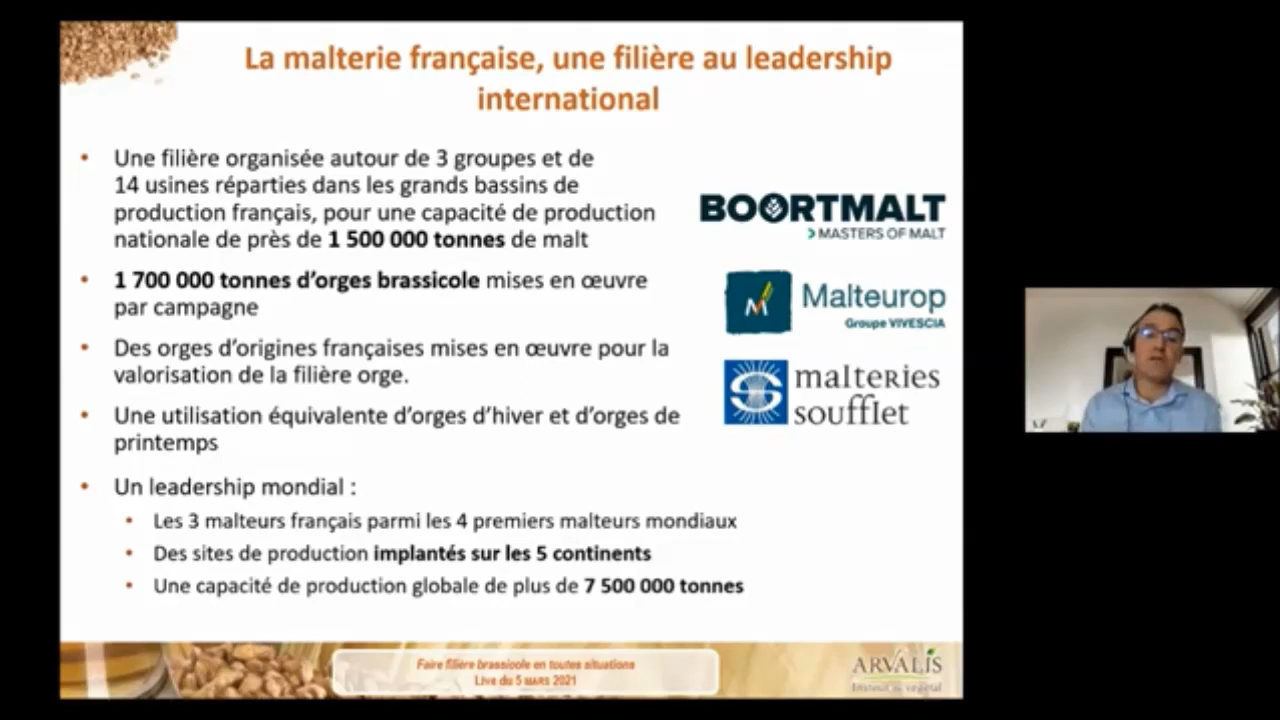 La malterie française, une filière au leadership
international
• Une filière organisée autour de 3 groupes et de
14 usines réparties dans les grands bassins de
production français, pour une capacité de production
nationale de près de 1 500 000 tonnes de malt
• 1 700 000 tonnes d'orges brassicole mises en œuvre
par campagne
• Des orges d'origines françaises mises en œuvre pour la
valorisation de la filière orge.
• Une utilisation équivalente d'orges d'hiver et d'orges de
printemps
• Un leadership mondial :
• Les 3 malteurs français parmi les 4 premiers malteurs mondiaux
• Des sites de production implantés sur les 5 continents
• Une capacité de production globale de plus de 7 500 000 tonnes
BOORTMALT
> MASTERS OF MALT
M
Malteurop
Groupe VIVESCIA
malteries
soufflet
Faire filière brassicole en toutes situations
Live du 5 mars 2021
ARVALIS
Institut du végétal